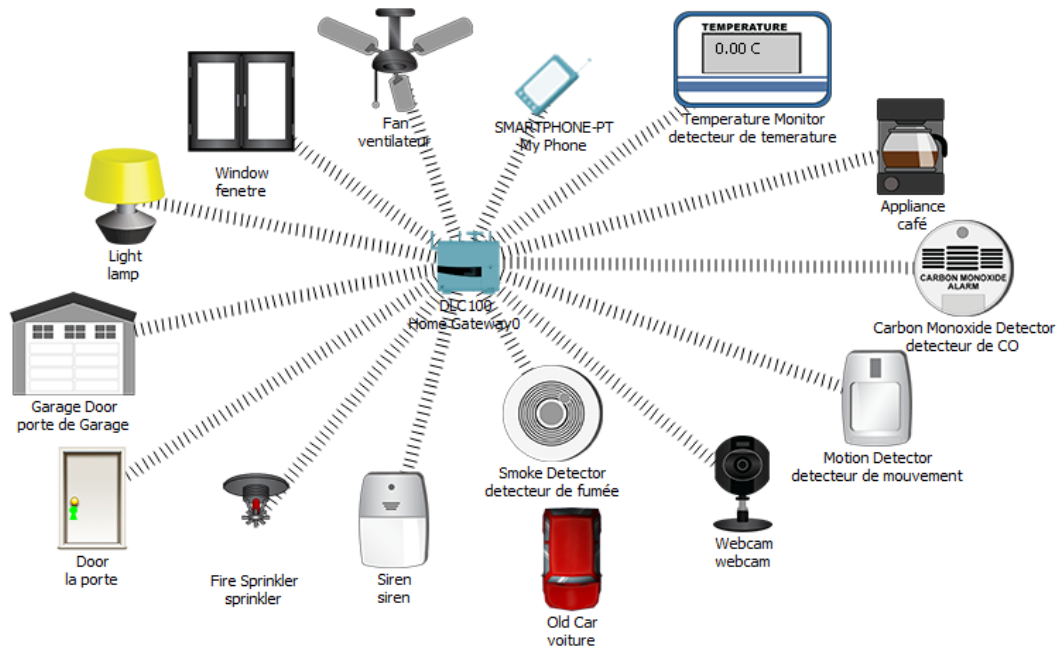 TEMPERATURE
0.00 C
Fan
ventilateur
SMARTPHONE-PT
My Phone
Temperature Monitor
detecteur de temerature
Window
fenetre
Appliance
café
Light
lamp
CARBON MONOXIDE
ALARM
DLC100
Home Gateway0
Carbon Monoxide Detector
detecteur de CO
Garage Door
porte de Garage
Motion Detector
detecteur de mouvement
Smoke Detector
detecteur de fumée
Webcam
webcam
Door
la porte
Fire Sprinkler
sprinkler
Siren
siren
Old Car
voiture